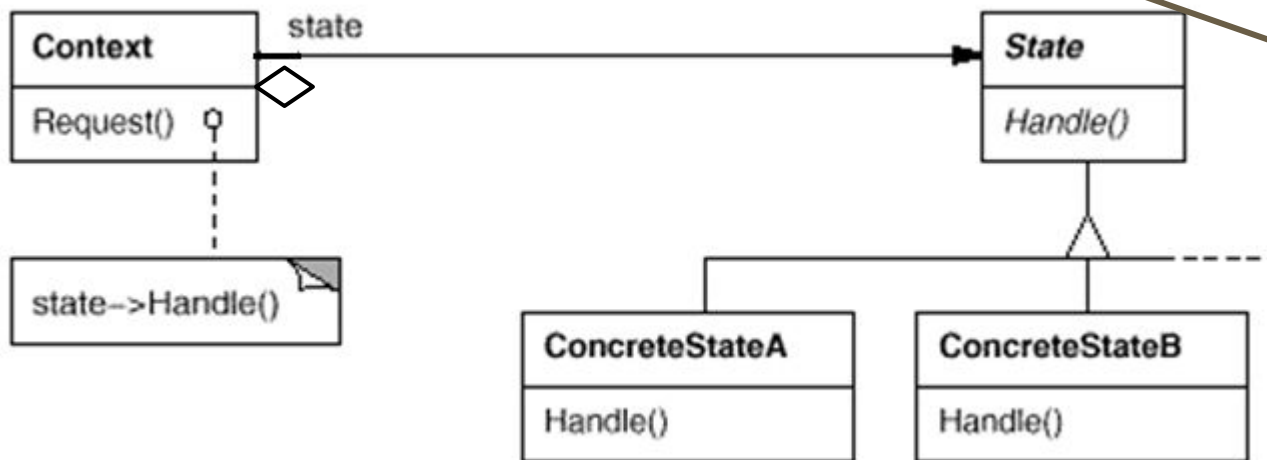 Context
state
State
Request()
Handle()
state-->Handle()
ConcreteStateA
ConcreteStateB
Handle()
Handle()